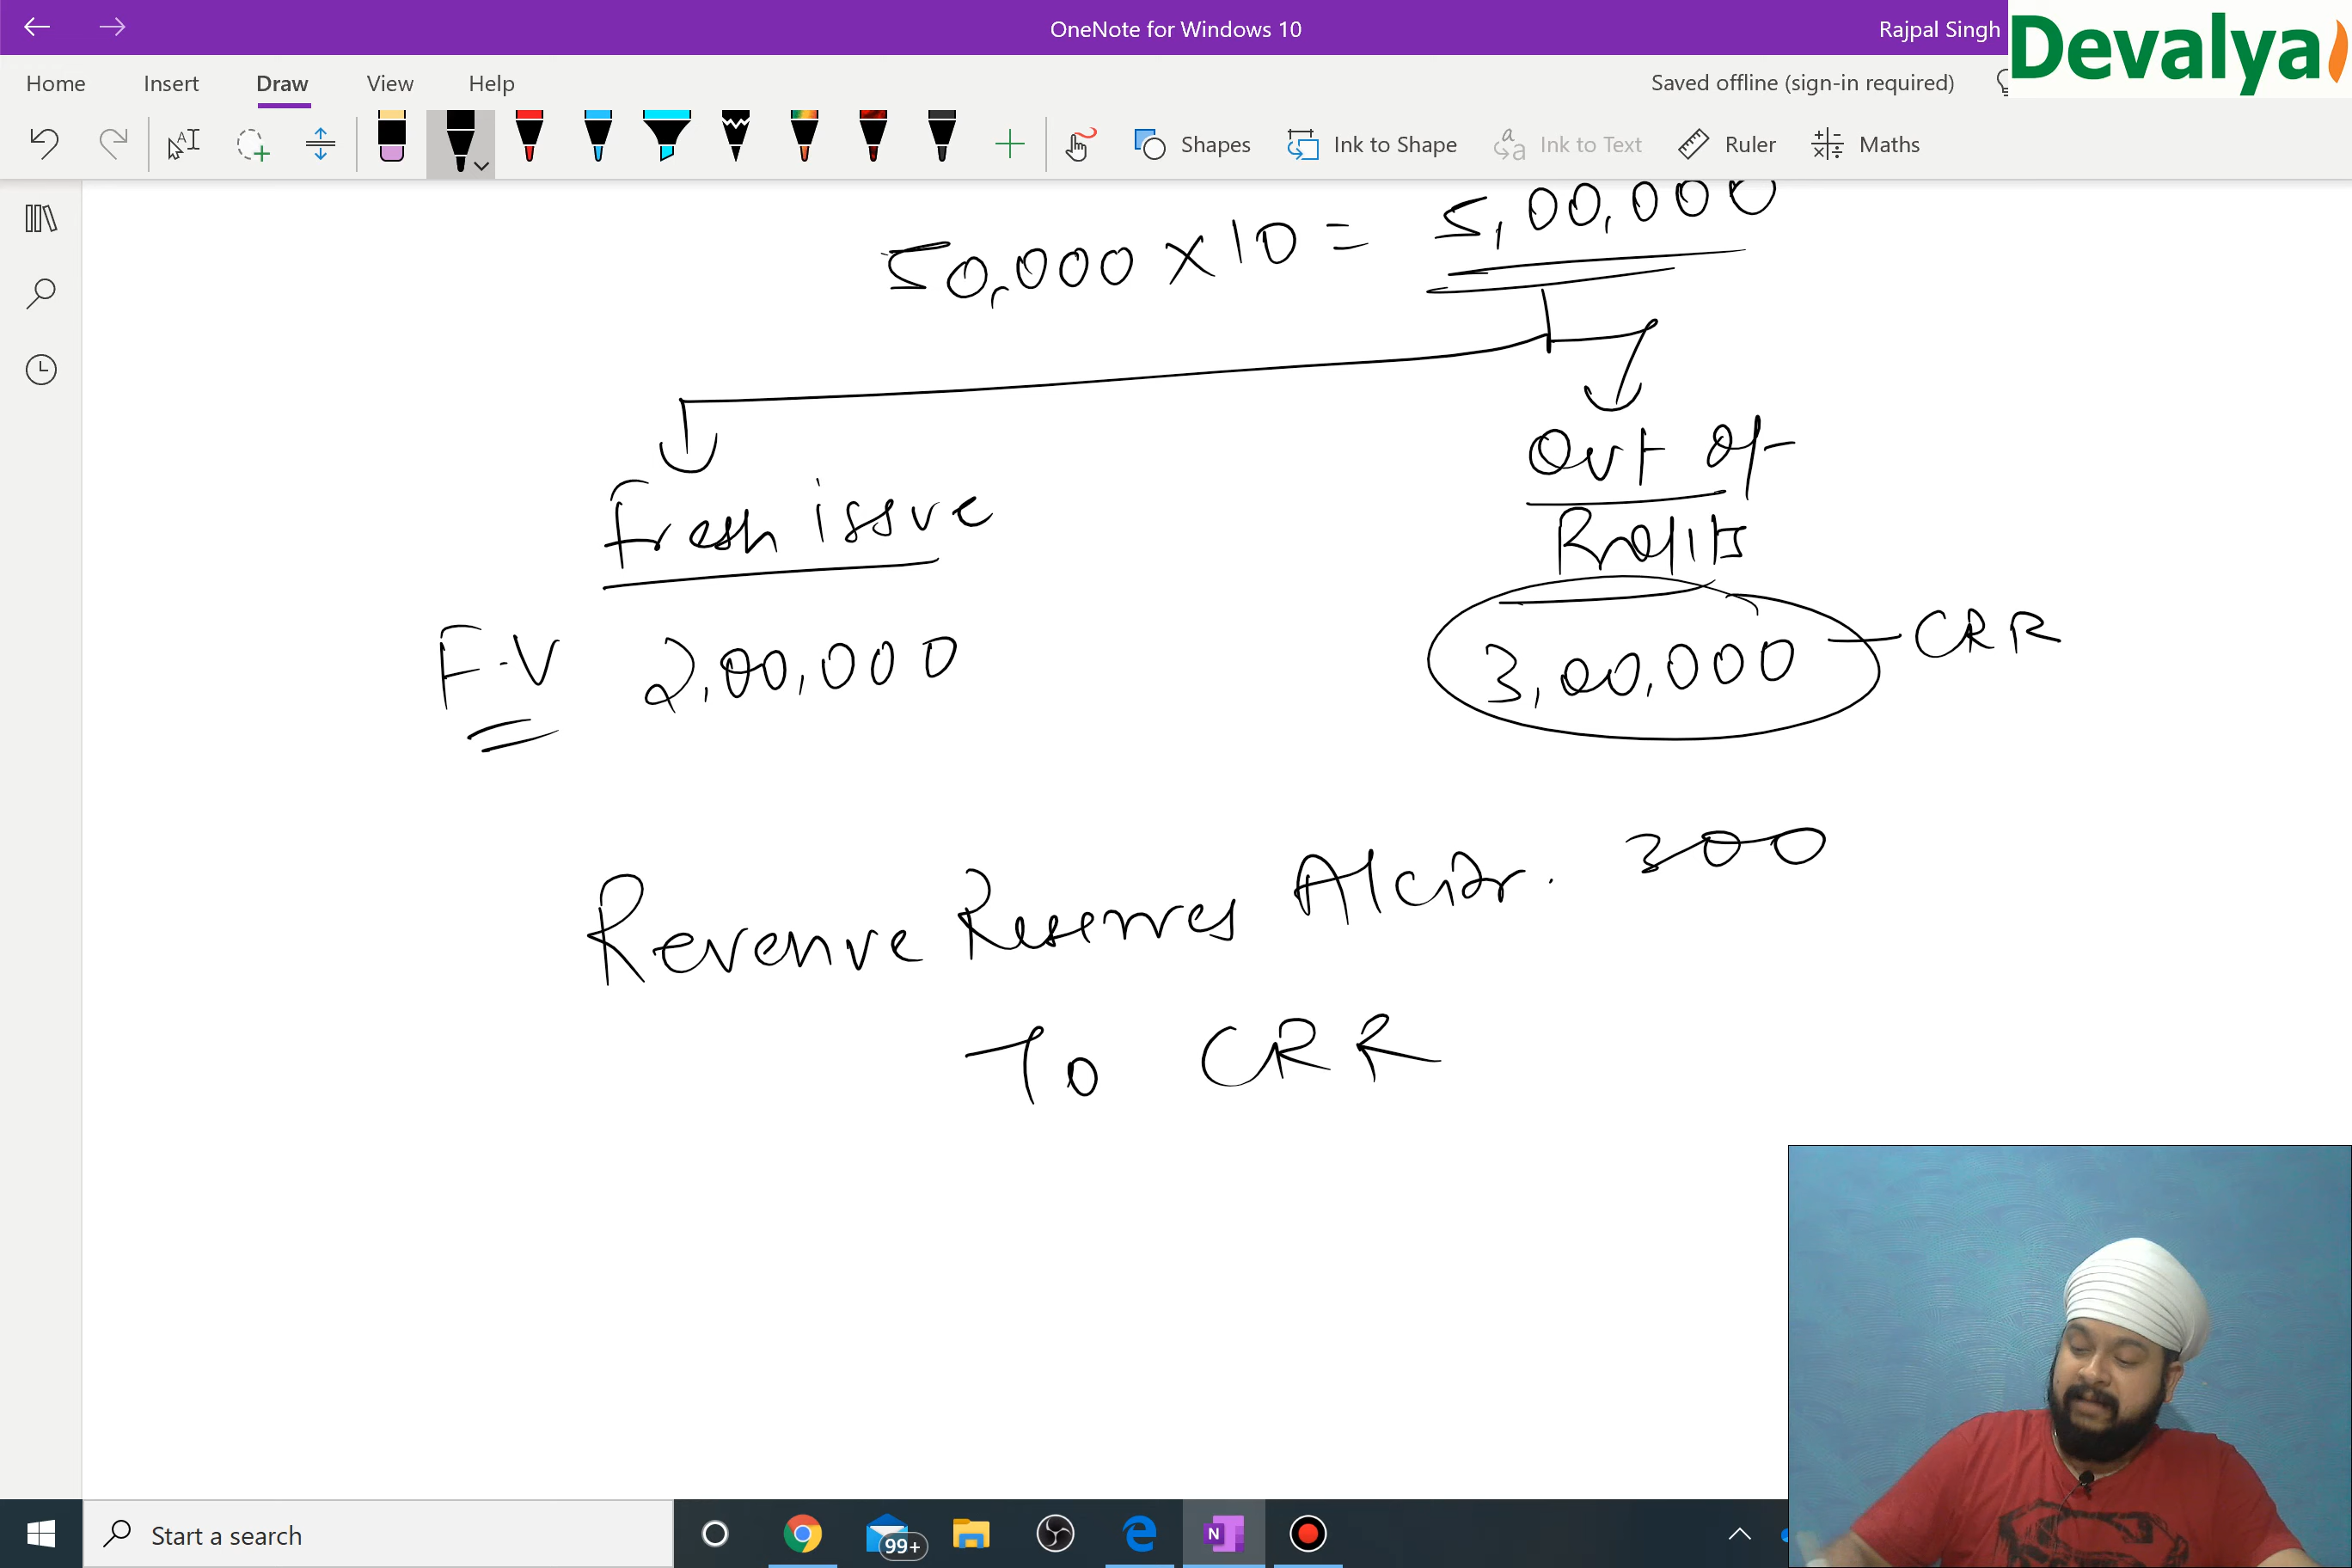 OneNote for Windows 10
Rajpal Singh
Devalya
Home Insert Draw View Help
Saved offline (sign-in required)
Shapes Ink to Shape Ink to Text Ruler Maths
50,000 × 10 = 5,00,000
Out of
Fresh issue
Profits
F.V 2,00,000
3,00,000 CRR
Revenue Reserves A/c Dr. 300
To CRR
Start a search
99+